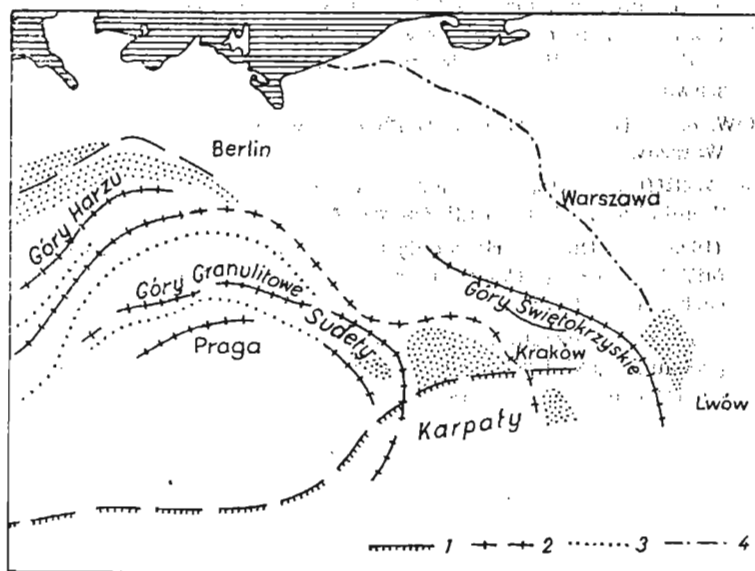 Berlin
Warszawa
Góry Harzu
Góry Granulitowe
Góry Świętokrzyskie
Sudety
Praga
Kraków
Lwów
Karpaty
1 2 3 4